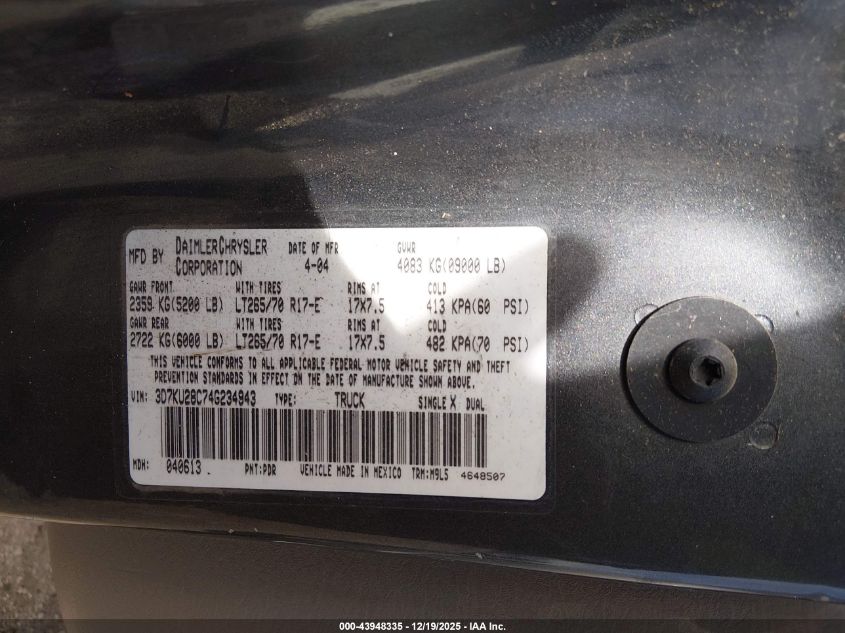 MFD BY DAIMLERCHRYSLER CORPORATION DATE OF MFR 4-04 GVWR 4083 KG(09000 LB)
GAWR FRONT WITH TIRES RIMS AT COLD
2359 KG(5200 LB) LT265/70 R17-E 17X7.5 413 KPA(60 PSI)
GAWR REAR WITH TIRES RIMS AT COLD
2722 KG(6000 LB) LT265/70 R17-E 17X7.5 482 KPA(70 PSI)
THIS VEHICLE CONFORMS TO ALL APPLICABLE FEDERAL MOTOR VEHICLE SAFETY AND THEFT
PREVENTION STANDARDS IN EFFECT ON THE DATE OF MANUFACTURE SHOWN ABOVE.
VIN: 3D7KU28C74G234943 TYPE: TRUCK SINGLE X DUAL
MDH: 040613 PNT:PDR VEHICLE MADE IN MEXICO TRM:M9L5 4648507
000-43948335 - 12/19/2025 - IAA Inc.